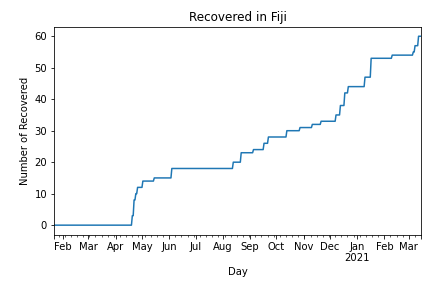 Recovered in Fiji
Number of Recovered
60
50
40
30
20
10
0
Feb Mar Apr May Jun Jul Aug Sep Oct Nov Dec Jan Feb Mar
2021
Day